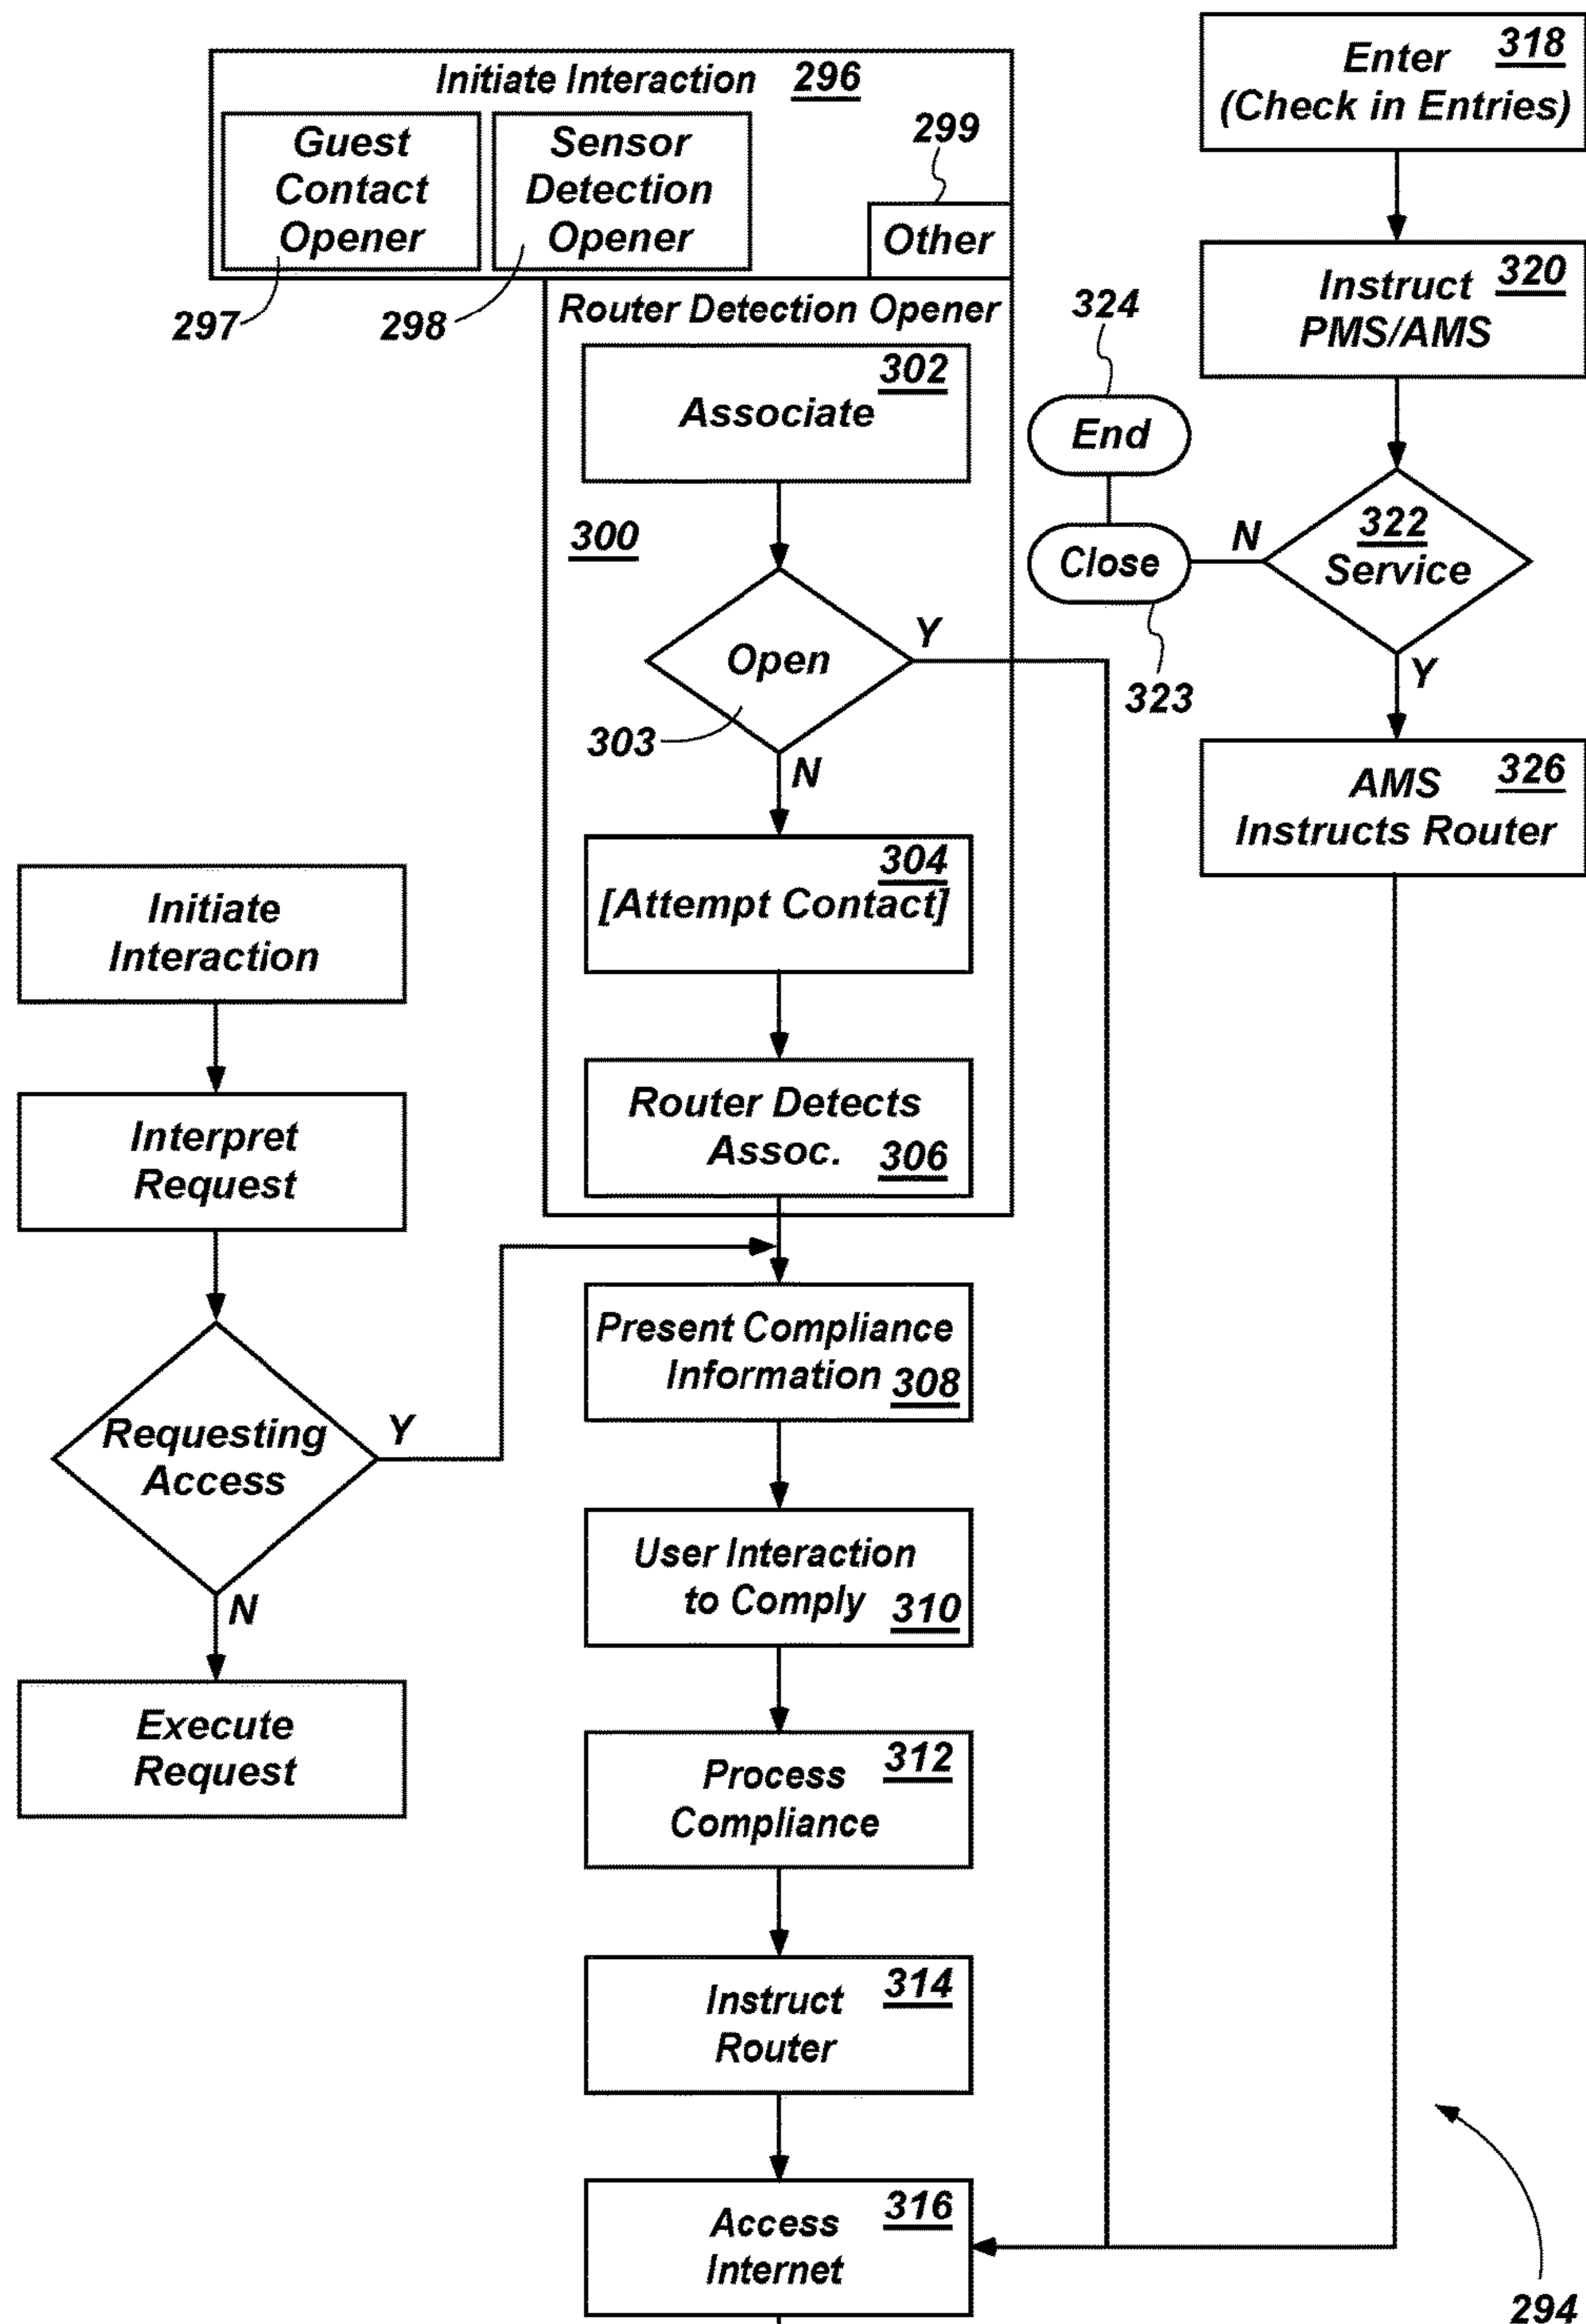 Initiate Interaction 296
Guest
Contact
Opener
Sensor
Detection
Opener
299
Other
297
298
Router Detection Opener
302
Associate
300
Open
Y
303
N
304
[Attempt Contact]
Router Detects
Assoc. 306
Present Compliance
Information 308
User Interaction
to Comply 310
312
Process
Compliance
314
Instruct
Router
316
Access
Internet
Initiate
Interaction
Interpret
Request
Requesting
Access
Y
N
Execute
Request
318
Enter
(Check in Entries)
320
Instruct
PMS/AMS
324
End
Close
323
N
322
Service
Y
326
AMS
Instructs Router
294